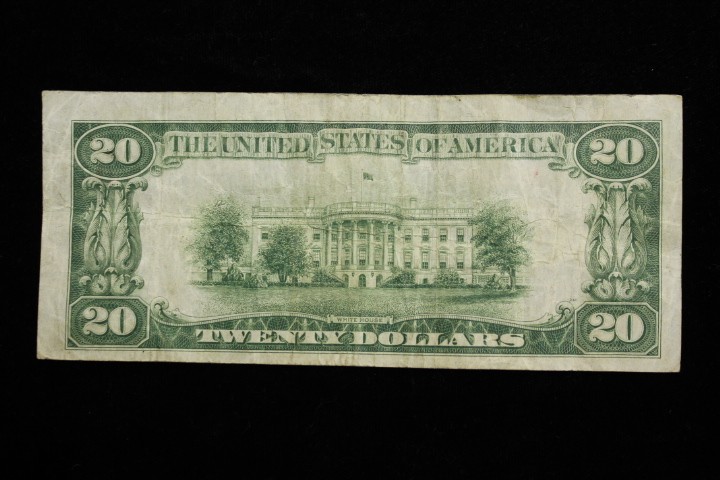 20 THE UNITED STATES OF AMERICA 20
WHITE HOUSE
20 TWENTY DOLLARS 20